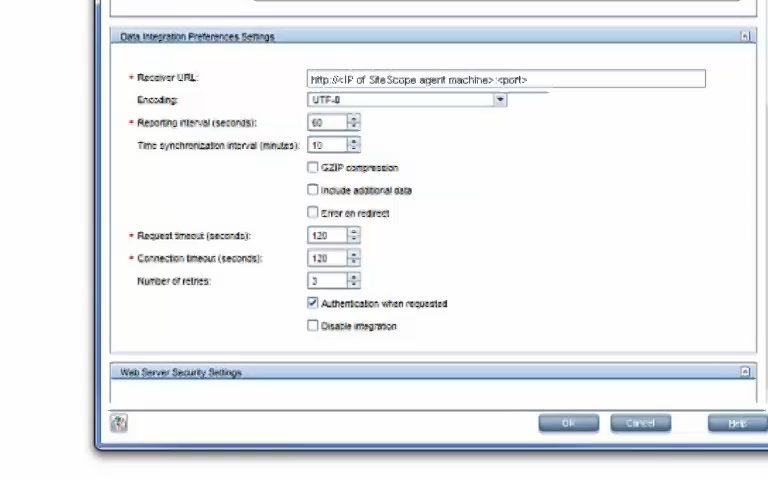 Data Integration Preferences Settings
* Receiver URL: http://<IP of SiteScope agent machine>:<port>
Encoding: UTF-8
* Reporting interval (seconds): 60
Time synchronization interval (minutes): 10
GZIP compression
Include additional data
Error on redirect
* Request timeout (seconds): 120
* Connection timeout (seconds): 120
Number of retries: 3
Authentication when requested
Disable integration
Web Server Security Settings
OK Cancel Help